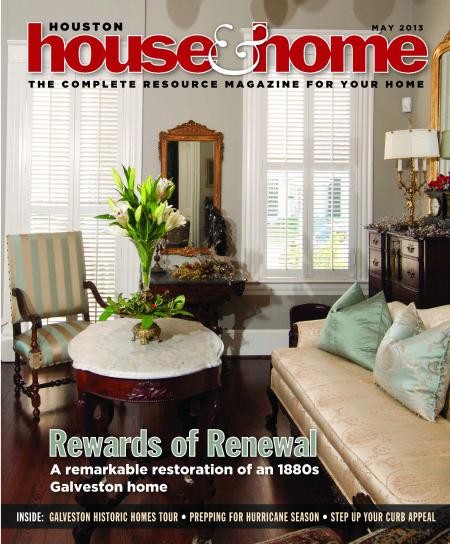 HOUSTON
MAY 2013
house&home
THE COMPLETE RESOURCE MAGAZINE FOR YOUR HOME
Rewards of Renewal
A remarkable restoration of an 1880s
Galveston home
INSIDE: GALVESTON HISTORIC HOMES TOUR • PREPPING FOR HURRICANE SEASON • STEP UP YOUR CURB APPEAL